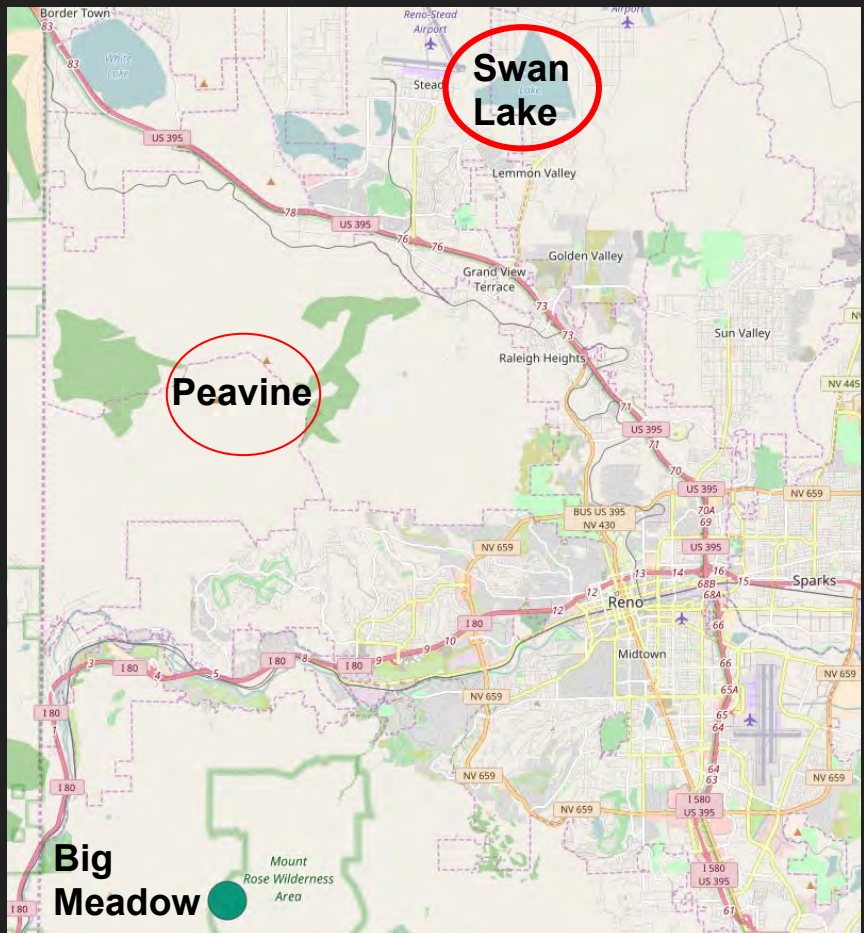 Border Town
83
83
White
Lake
Reno-Stead
Airport
Airport
Swan
Lake
Lake
Stead
US 395
Lemmon Valley
78
US 395
76
76
Golden Valley
Grand View
Terrace
73
73
Sun Valley
Raleigh Heights
Peavine
NV 445
71
US 395
71
70
US 395
NV 659
70A
69
BUS US 395
NV 430
NV 659
US 395
13
14
16
15
68B
68A
Sparks
12
12
Reno
I 80
10
9
9
66
Midtown
66
3
I 80
4
5
I 80
8
I 80
NV 659
NV 659
65A
65
64
I 80
1
64
63
NV 659
NV 659
I 80
NV 659
I 580
US 395
Big
Meadow
Mount
Rose Wilderness
Area
I 580
US 395
I 80
61